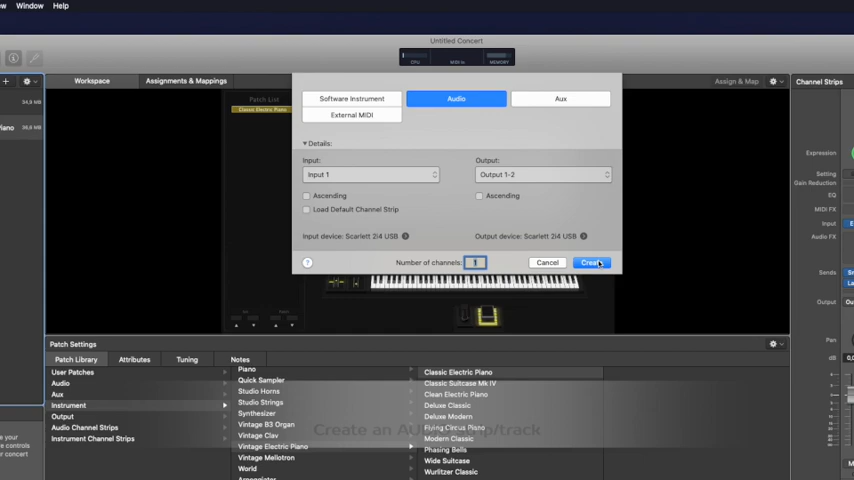 Window Help
Untitled Concert
CPU MIDI In MEMORY
Workspace Assignments & Mappings Assign & Map Channel Strips
34,9 MB
Patch List
Classic Electric Piano
Piano 38,6 MB
Software Instrument Audio Aux
External MIDI
Details:
Input: Output:
Input 1 Output 1-2
Ascending Ascending
Load Default Channel Strip
Input device: Scarlett 2i4 USB Output device: Scarlett 2i4 USB
? Number of channels: 1 Cancel Create
Expression
Setting
Gain Reduction
EQ
MIDI FX
Input
Audio FX
Sends
Output
Pan
dB
Patch Settings
Patch Library Attributes Tuning Notes
User Patches
Audio
Aux
Instrument
Output
Audio Channel Strips
Instrument Channel Strips
Piano
Quick Sampler
Studio Horns
Studio Strings
Synthesizer
Vintage B3 Organ
Vintage Clav
Vintage Electric Piano
Vintage Mellotron
World
Arpeggiator
Classic Electric Piano
Classic Suitcase Mk IV
Clean Electric Piano
Deluxe Classic
Deluxe Modern
Flying Circus Piano
Modern Classic
Phasing Bells
Wide Suitcase
Wurlitzer Classic
Create an AUDIO strip/track